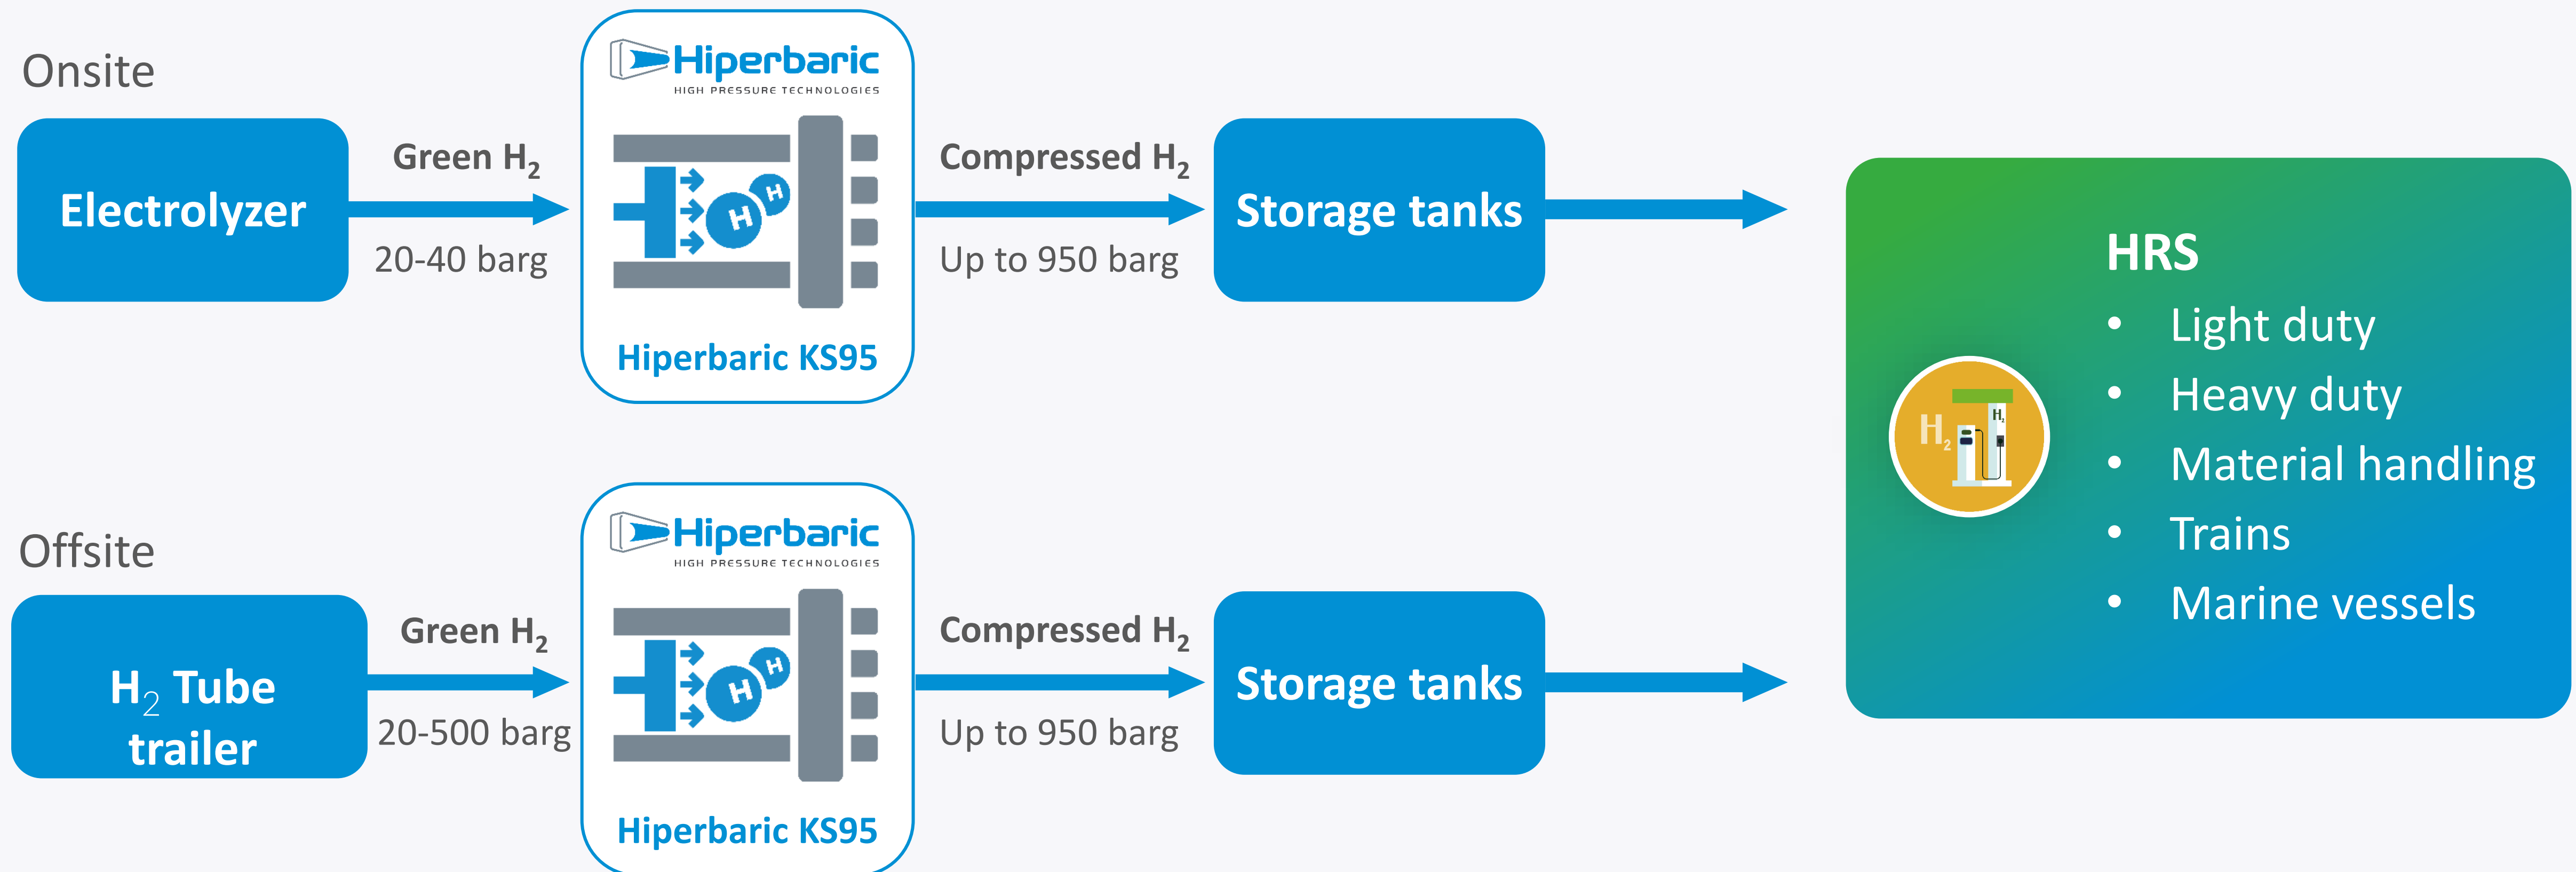 Onsite
Electrolyzer
Green H₂
20-40 barg
Hiperbaric
HIGH PRESSURE TECHNOLOGIES
H
H
Hiperbaric KS95
Compressed H₂
Up to 950 barg
Storage tanks
Offsite
H₂ Tube
trailer
Green H₂
20-500 barg
Hiperbaric
HIGH PRESSURE TECHNOLOGIES
H
H
Hiperbaric KS95
Compressed H₂
Up to 950 barg
Storage tanks
H₂
H₂
HRS
• Light duty
• Heavy duty
• Material handling
• Trains
• Marine vessels